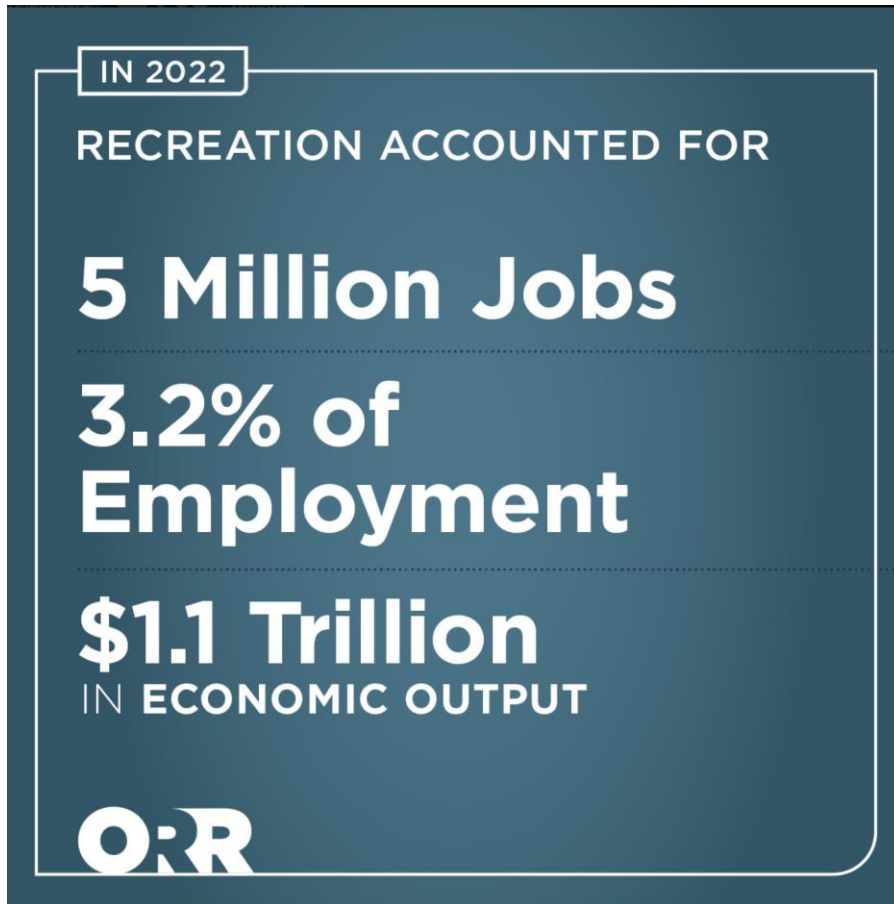 IN 2022
RECREATION ACCOUNTED FOR
5 Million Jobs
3.2% of
Employment
$1.1 Trillion
IN ECONOMIC OUTPUT
ORR